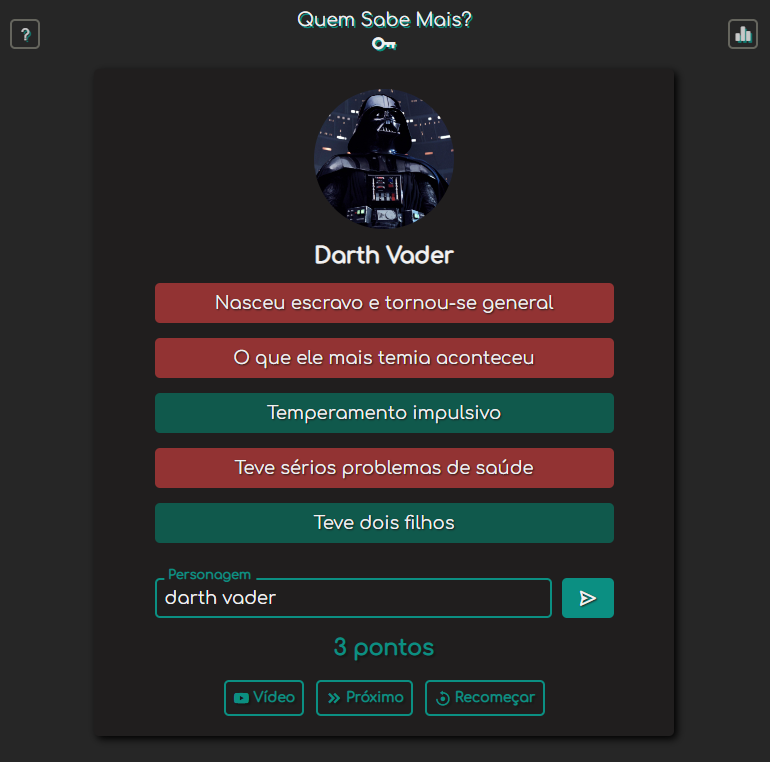 Quem Sabe Mais?
?
Darth Vader
Nasceu escravo e tornou-se general
O que ele mais temia aconteceu
Temperamento impulsivo
Teve sérios problemas de saúde
Teve dois filhos
Personagem
darth vader
3 pontos
Vídeo Próximo Recomeçar